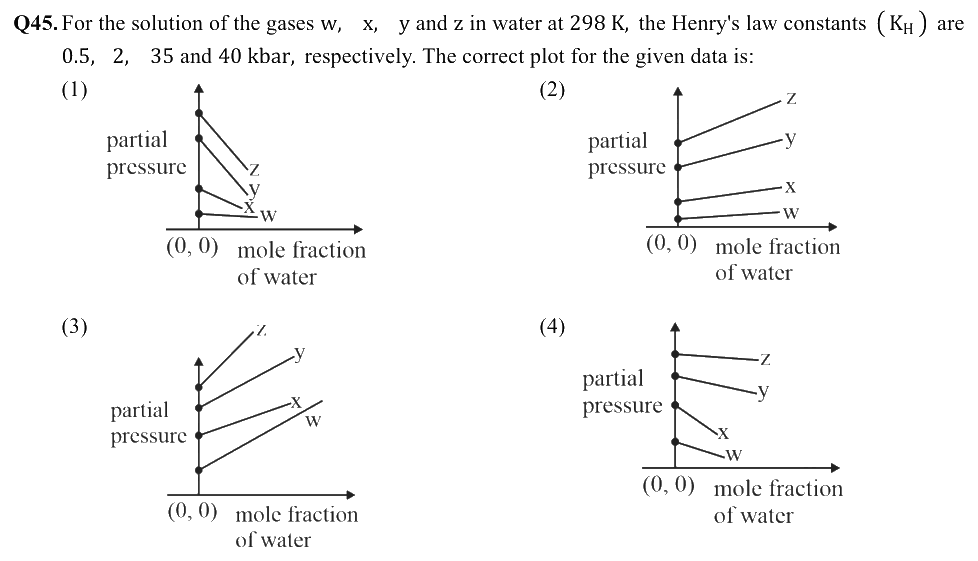 Q45. For the solution of the gases w, x, y and z in water at 298 K, the Henry's law constants (K_H) are
0.5, 2, 35 and 40 kbar, respectively. The correct plot for the given data is:
(1)
partial
pressure
z
y
x
w
(0, 0) mole fraction
of water
(2)
partial
pressure
z
y
x
w
(0, 0) mole fraction
of water
(3)
partial
pressure
z
y
x
w
(0, 0) mole fraction
of water
(4)
partial
pressure
z
y
x
w
(0, 0) mole fraction
of water